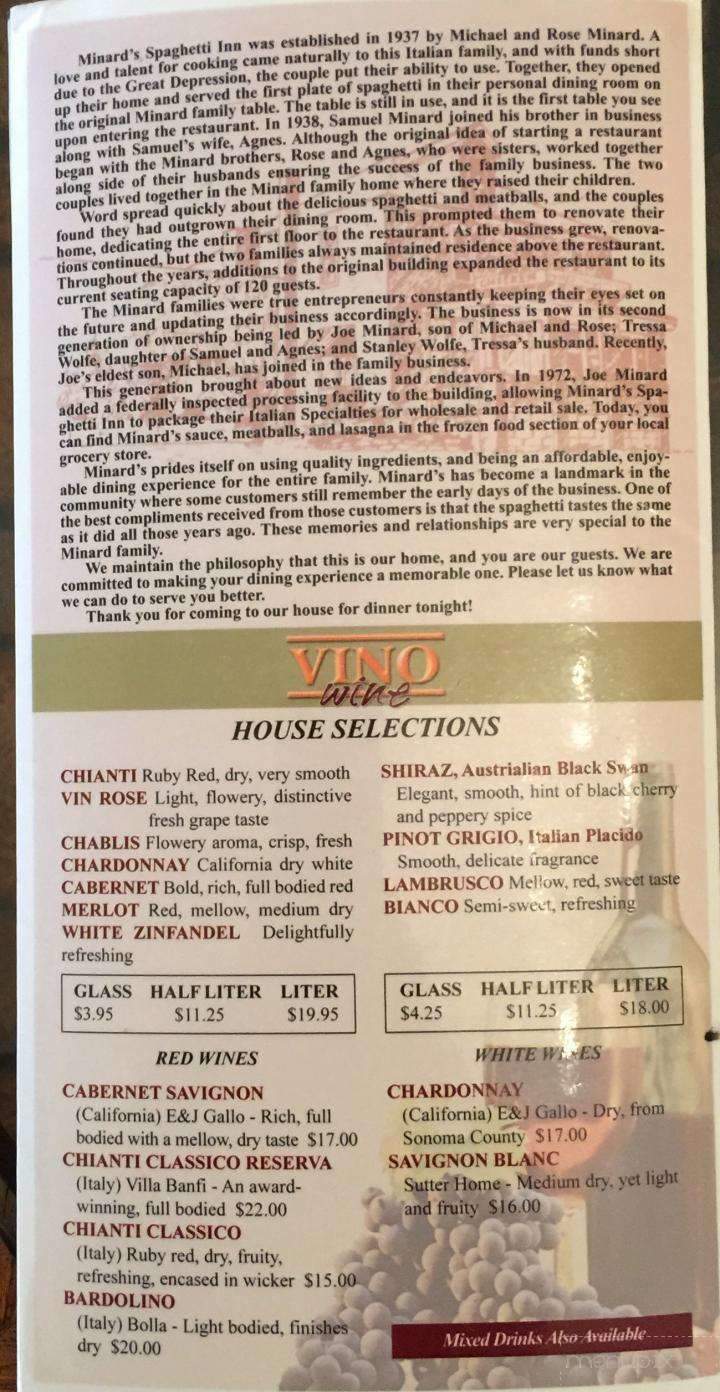 Minard's Spaghetti Inn was established in 1937 by Michael and Rose Minard. A
love and talent for cooking came naturally to this Italian family, and with funds short
due to the Great Depression, the couple put their ability to use. Together, they opened
up their home and served the first plate of spaghetti in their personal dining room on
the original Minard family table. The table is still in use, and it is the first table you see
upon entering the restaurant. In 1938, Samuel Minard joined his brother in business
along with Samuel's wife, Agnes. Although the original idea of starting a restaurant
began with the Minard brothers, Rose and Agnes, who were sisters, worked together
along side of their husbands ensuring the success of the family business. The two
couples lived together in the Minard family home where they raised their children.
Word spread quickly about the delicious spaghetti and meatballs, and the couples
found they had outgrown their dining room. This prompted them to renovate their
home, dedicating the entire first floor to the restaurant. As the business grew, renova-
tions continued, but the two families always maintained residence above the restaurant.
Throughout the years, additions to the original building expanded the restaurant to its
current seating capacity of 120 guests.
The Minard families were true entrepreneurs constantly keeping their eyes set on
the future and updating their business accordingly. The business is now in its second
generation of ownership being led by Joe Minard, son of Michael and Rose; Tressa
Wolfe, daughter of Samuel and Agnes; and Stanley Wolfe, Tressa's husband. Recently,
Joe's eldest son, Michael, has joined in the family business.
This generation brought about new ideas and endeavors. In 1972, Joe Minard
added a federally inspected processing facility to the building, allowing Minard's Spa-
ghetti Inn to package their Italian Specialties for wholesale and retail sale. Today, you
can find Minard's sauce, meatballs, and lasagna in the frozen food section of your local
grocery store.
Minard's prides itself on using quality ingredients, and being an affordable, enjoy-
able dining experience for the entire family. Minard's has become a landmark in the
community where some customers still remember the early days of the business. One of
the best compliments received from those customers is that the spaghetti tastes the same
as it did all those years ago. These memories and relationships are very special to the
Minard family.
We maintain the philosophy that this is our home, and you are our guests. We are
committed to making your dining experience a memorable one. Please let us know what
we can do to serve you better.
Thank you for coming to our house for dinner tonight!
VINO
wine
HOUSE SELECTIONS
CHIANTI Ruby Red, dry, very smooth
VIN ROSE Light, flowery, distinctive
fresh grape taste
CHABLIS Flowery aroma, crisp, fresh
CHARDONNAY California dry white
CABERNET Bold, rich, full bodied red
MERLOT Red, mellow, medium dry
WHITE ZINFANDEL Delightfully
refreshing
GLASS HALF LITER LITER
$3.95 $11.25 $19.95
SHIRAZ, Austrialian Black Swan
Elegant, smooth, hint of black cherry
and peppery spice
PINOT GRIGIO, Italian Placido
Smooth, delicate fragrance
LAMBRUSCO Mellow, red, sweet taste
BIANCO Semi-sweet, refreshing
GLASS HALF LITER LITER
$4.25 $11.25 $18.00
RED WINES
CABERNET SAVIGNON
(California) E&J Gallo - Rich, full
bodied with a mellow, dry taste $17.00
CHIANTI CLASSICO RESERVA
(Italy) Villa Banfi - An award-
winning, full bodied $22.00
CHIANTI CLASSICO
(Italy) Ruby red, dry, fruity,
refreshing, encased in wicker $15.00
BARDOLINO
(Italy) Bolla - Light bodied, finishes
dry $20.00
WHITE WINES
CHARDONNAY
(California) E&J Gallo - Dry, from
Sonoma County $17.00
SAVIGNON BLANC
Sutter Home - Medium dry, yet light
and fruity $16.00
Mixed Drinks Also Available
menupix